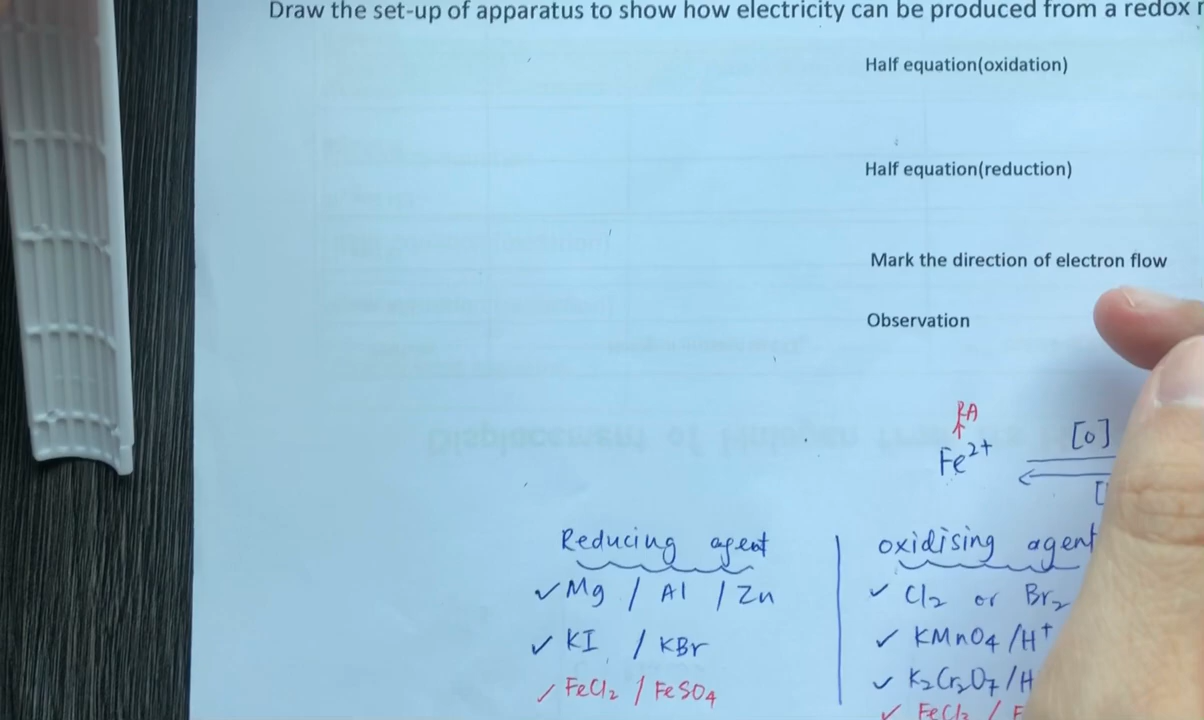 Draw the set-up of apparatus to show how electricity can be produced from a redox
Half equation(oxidation)
Half equation(reduction)
Mark the direction of electron flow
Observation
RA
Fe2+ [O]
Reducing agent
oxidising agent
✓ Mg / Al / Zn
✓ Cl2 or Br2
✓ KI / KBr
✓ KMnO4 /H+
✓ FeCl2 / FeSO4
✓ K2Cr2O7 /H
✓ FeCl3 /